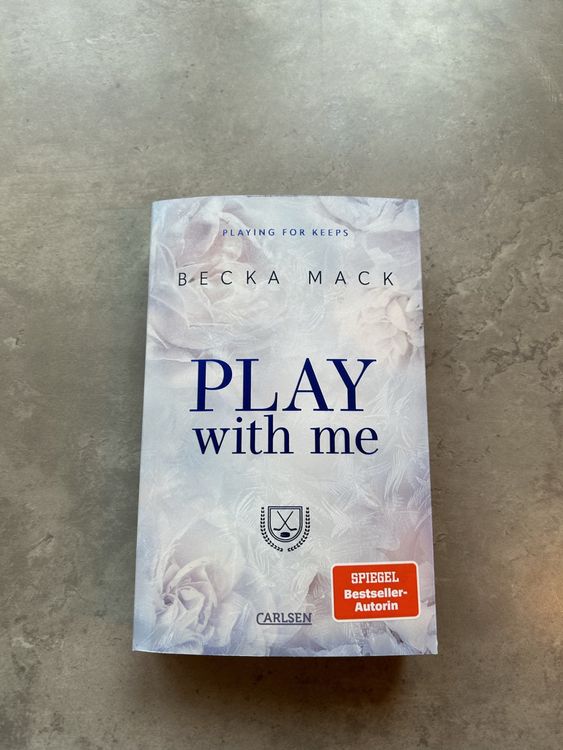 PLAYING FOR KEEPS
BECKA MACK
PLAY
with me
CARLSEN
SPIEGEL
Bestseller-
Autorin